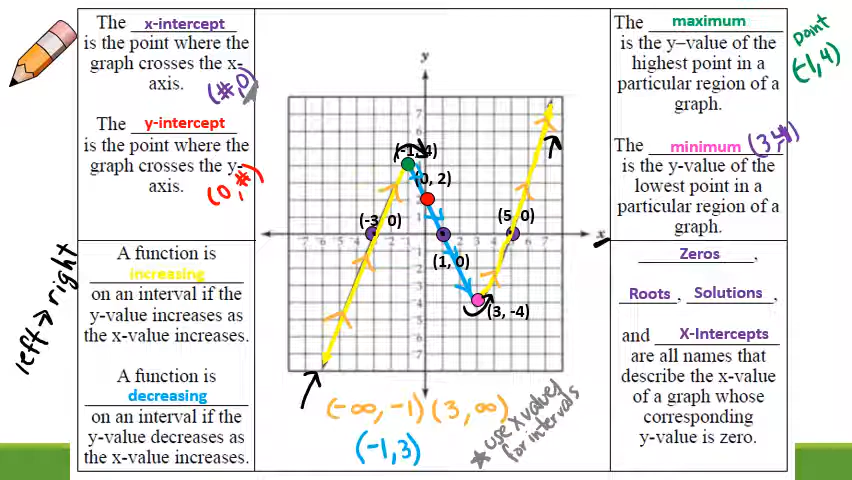 The x-intercept
is the point where the
graph crosses the x-
axis.
(#,0)
The y-intercept
is the point where the
graph crosses the y-
axis.
(0,#)
left > right
A function is
increasing
on an interval if the
y-value increases as
the x-value increases.
A function is
decreasing
on an interval if the
y-value decreases as
the x-value increases.
y
(-1, 4)
(0, 2)
(-3, 0)
(5, 0)
x
(1, 0)
(3, -4)
(-∞, -1) (3, ∞)
(-1, 3)
* use x values
for intervals
The maximum
is the y–value of the
highest point in a
particular region of a
graph.
point
(-1,4)
The minimum
is the y-value of the
lowest point in a
particular region of a
graph.
Zeros
Roots, Solutions,
and X-Intercepts
are all names that
describe the x-value
of a graph whose
corresponding
y-value is zero.